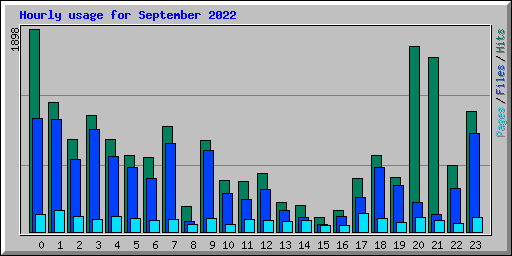 Hourly usage for September 2022
1898
Pages / Files / Hits
0 1 2 3 4 5 6 7 8 9 10 11 12 13 14 15 16 17 18 19 20 21 22 23